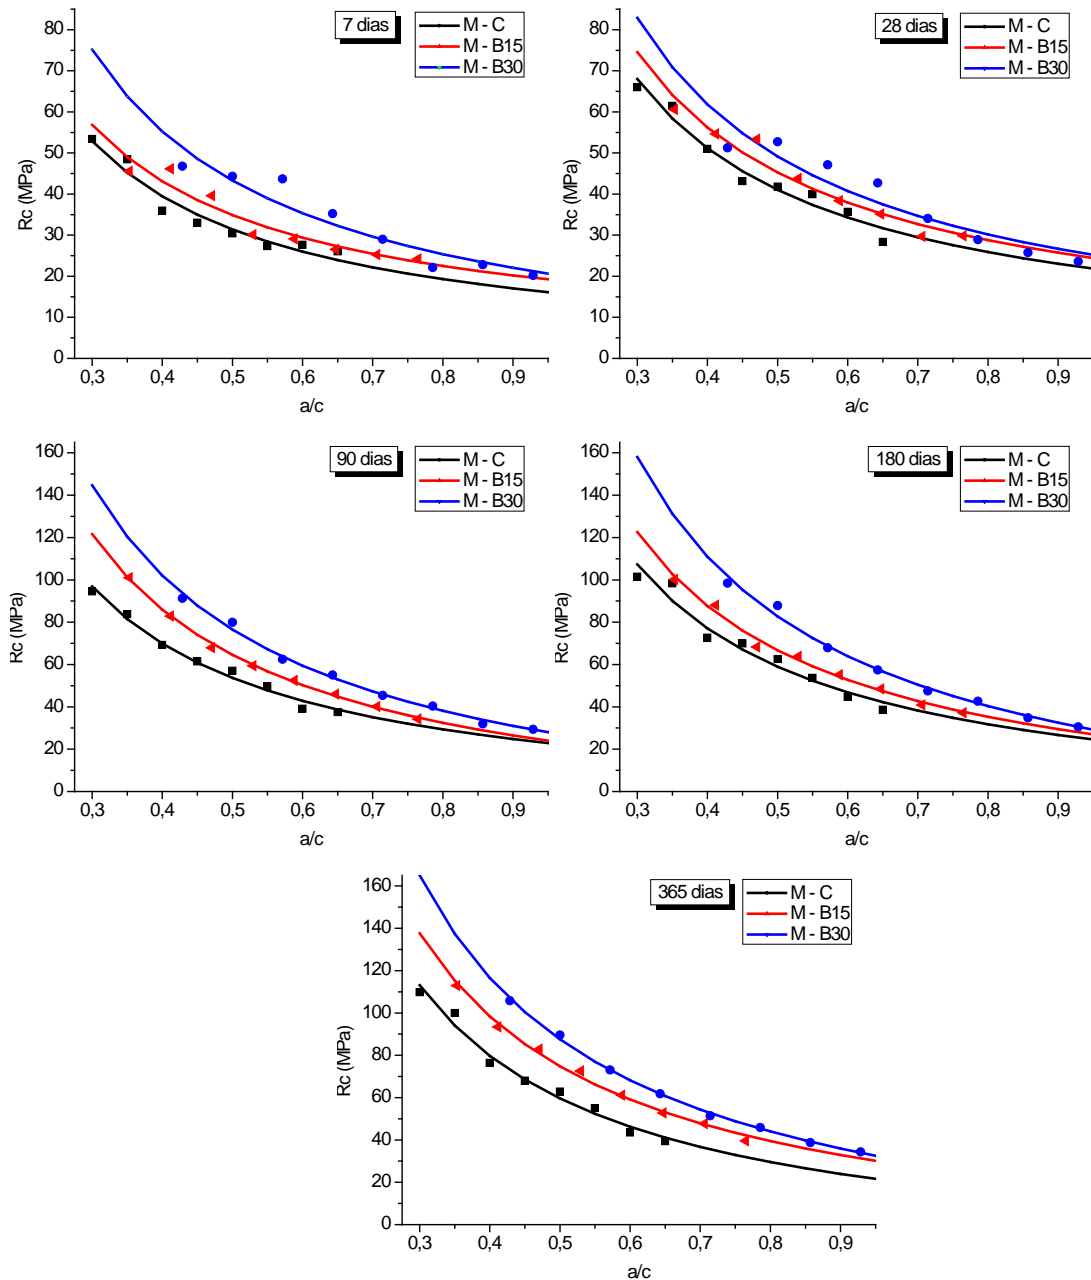 7 dias
M - C
M - B15
M - B30
80
70
60
50
40
30
20
10
0
Rc (MPa)
0,3 0,4 0,5 0,6 0,7 0,8 0,9
a/c
28 dias
M - C
M - B15
M - B30
80
70
60
50
40
30
20
10
0
Rc (MPa)
0,3 0,4 0,5 0,6 0,7 0,8 0,9
a/c
90 dias
M - C
M - B15
M - B30
160
140
120
100
80
60
40
20
0
Rc (MPa)
0,3 0,4 0,5 0,6 0,7 0,8 0,9
a/c
180 dias
M - C
M - B15
M - B30
160
140
120
100
80
60
40
20
0
Rc (MPa)
0,3 0,4 0,5 0,6 0,7 0,8 0,9
a/c
365 dias
M - C
M - B15
M - B30
160
140
120
100
80
60
40
20
0
Rc (MPa)
0,3 0,4 0,5 0,6 0,7 0,8 0,9
a/c